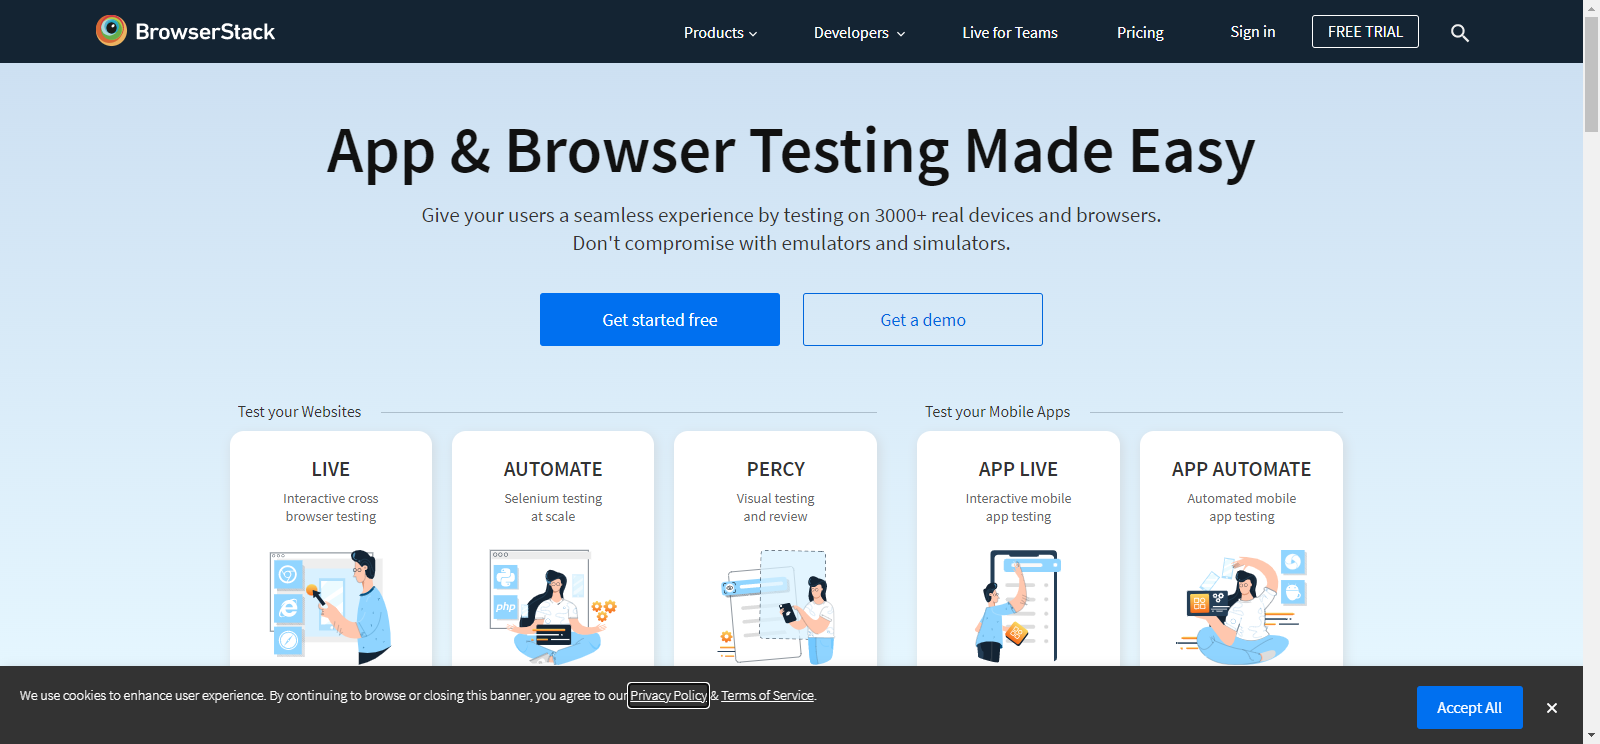 BrowserStack
Products
Developers
Live for Teams
Pricing
Sign in
FREE TRIAL
App & Browser Testing Made Easy
Give your users a seamless experience by testing on 3000+ real devices and browsers.
Don't compromise with emulators and simulators.
Get started free
Get a demo
Test your Websites
Test your Mobile Apps
LIVE
Interactive cross
browser testing
AUTOMATE
Selenium testing
at scale
php
PERCY
Visual testing
and review
APP LIVE
Interactive mobile
app testing
APP AUTOMATE
Automated mobile
app testing
We use cookies to enhance user experience. By continuing to browse or closing this banner, you agree to our Privacy Policy & Terms of Service.
Accept All